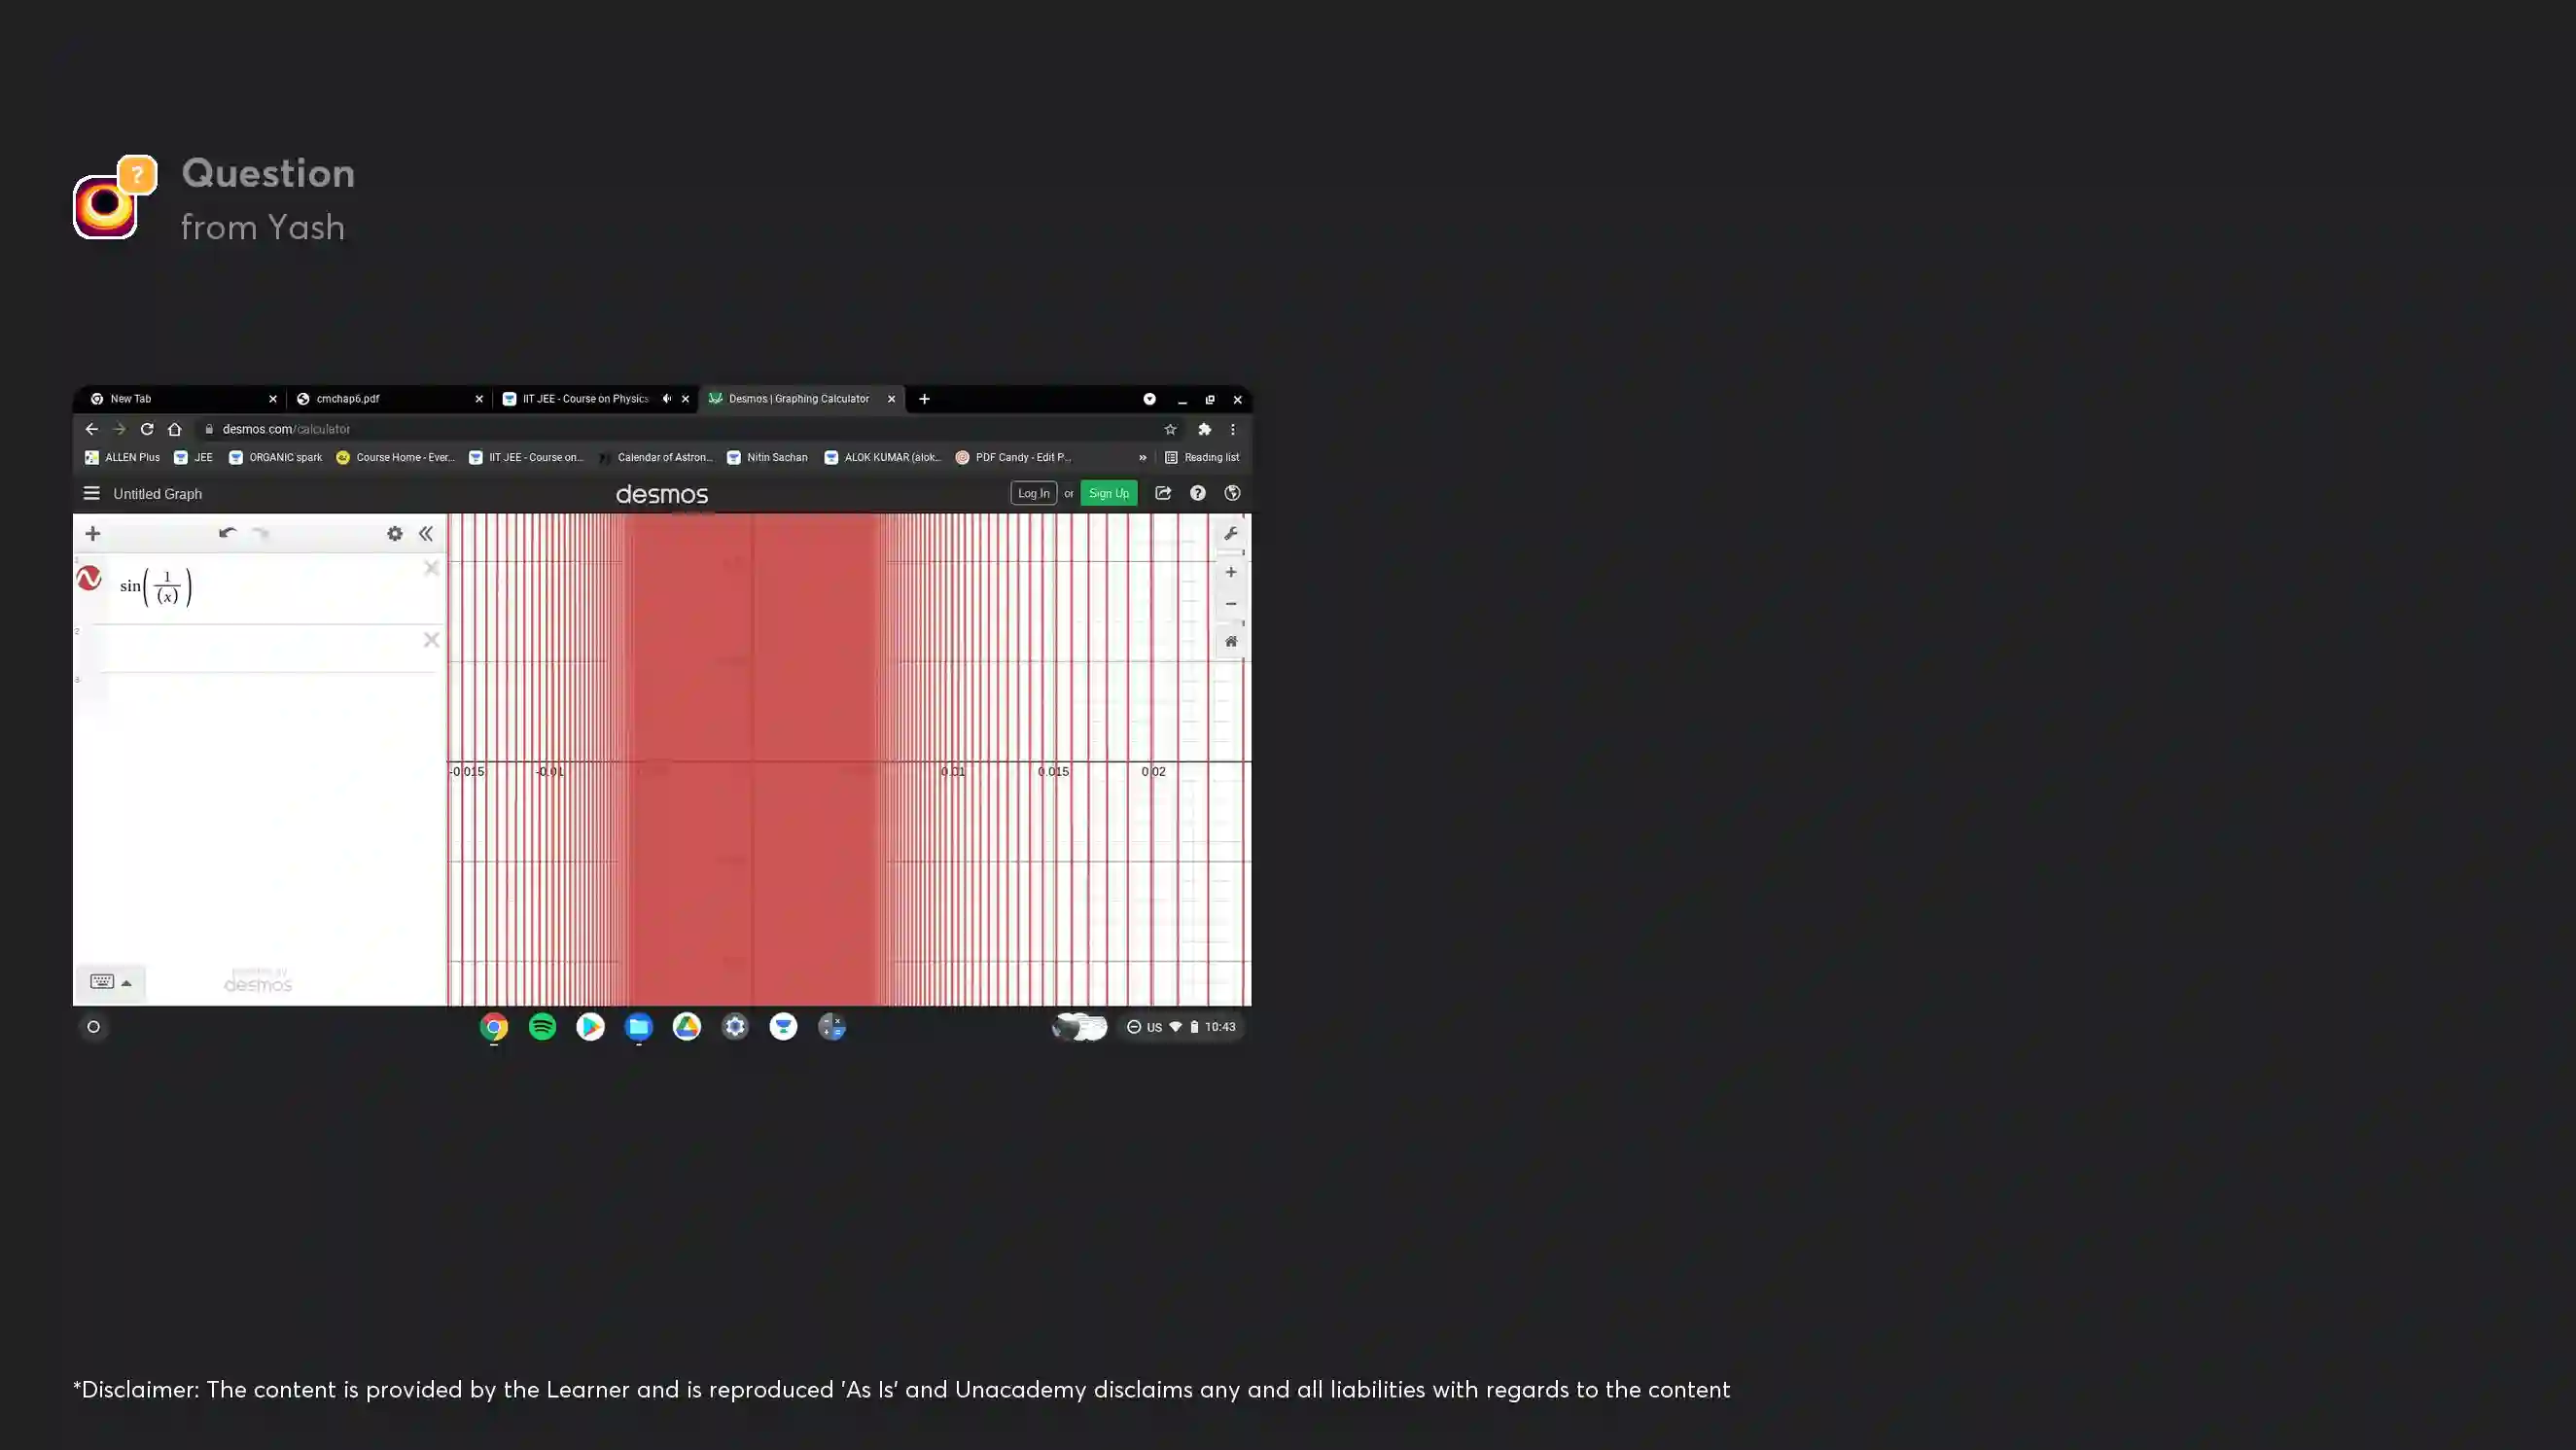 ?
Question
from Yash
New Tab
cmchap6.pdf
IIT JEE - Course on Physics
Desmos | Graphing Calculator
desmos.com/calculator
ALLEN Plus
JEE
ORGANIC spark
Course Home - Ever...
IIT JEE - Course on...
Calendar of Astron...
Nitin Sachan
ALOK KUMAR (alok...
PDF Candy - Edit P...
»
Reading list
Untitled Graph
desmos
Log In or Sign Up
1
sin(1/(x))
2
3
-0.015 -0.01 0.01 0.015 0.02
powered by
desmos
US 10:43
*Disclaimer: The content is provided by the Learner and is reproduced 'As Is' and Unacademy disclaims any and all liabilities with regards to the content